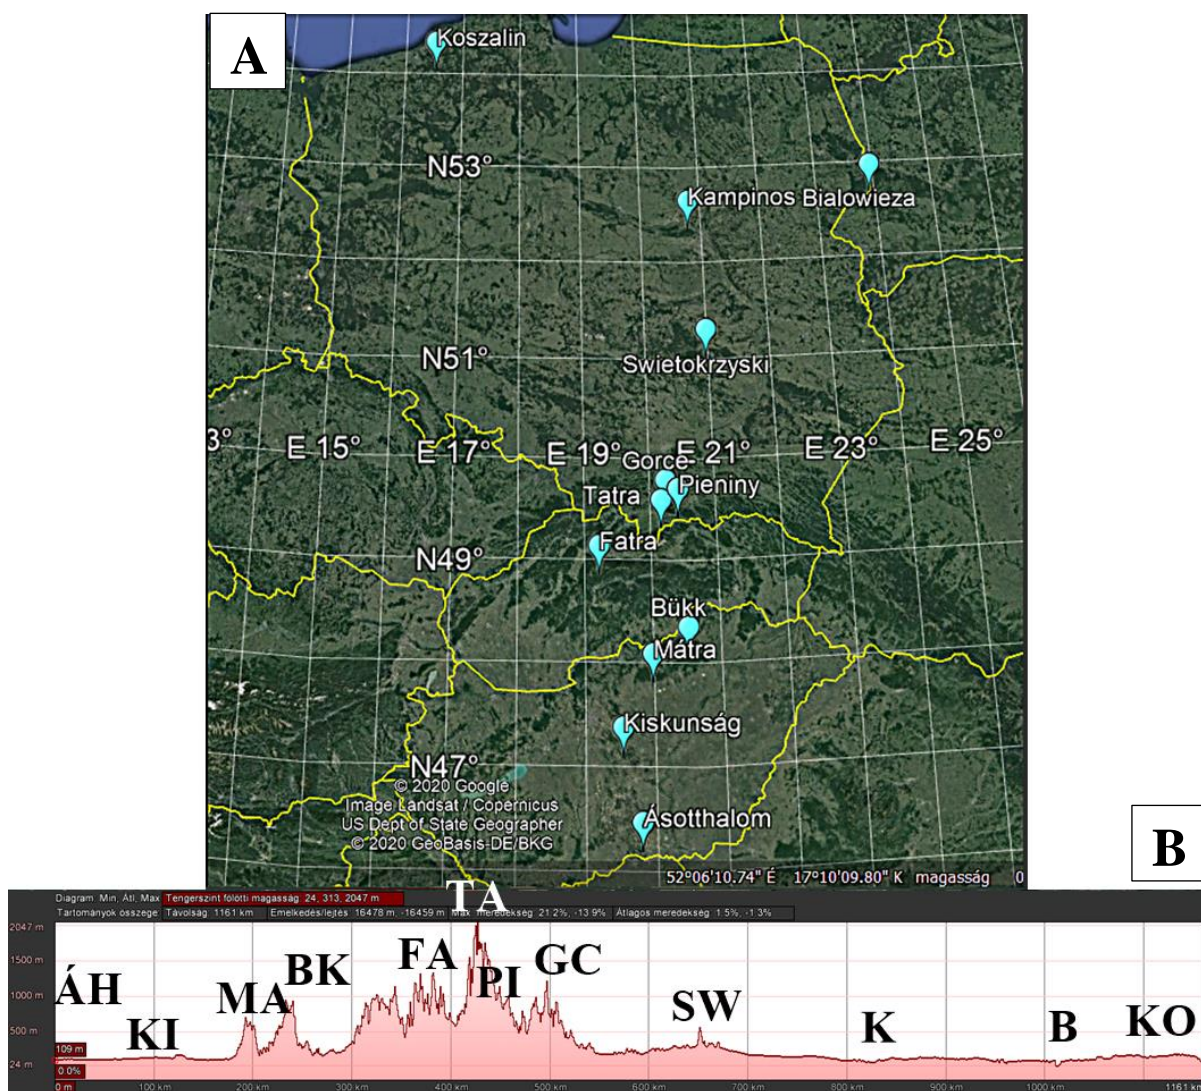 A
Koszalin
N53°
Kampinos Bialowieza
N51°
Swietokrzyski
3° E 15° E 17° E 19° E 21° E 23° E 25°
Gorce
Tatra Pieniny
N49° Fatra
Bükk
Mátra
Kiskunság
N47°
© 2020 Google
Image Landsat / Copernicus
US Dept of State Geographer
© 2020 GeoBasis-DE/BKG
Ásotthalom
52°06'10.74" É 17°10'09.80" K magasság 0
B
Diagram: Min, Átl, Max Tengerszint fölötti magasság: 24, 313, 2047 m
Tartományok összege Távolság: 1161 km Emelkedés/lejtés: 16478 m, -16459 m Max. meredekség: 21.2%, -13.9% Átlagos meredekség: 1.5%, -1.3%
TA
2047 m
1500 m
1000 m
500 m
24 m
ÁH KI MA BK FA PI GC SW K B KO
109 m
0.0%
0 m 100 km 200 km 300 km 400 km 500 km 600 km 700 km 800 km 900 km 1000 km 1161 km